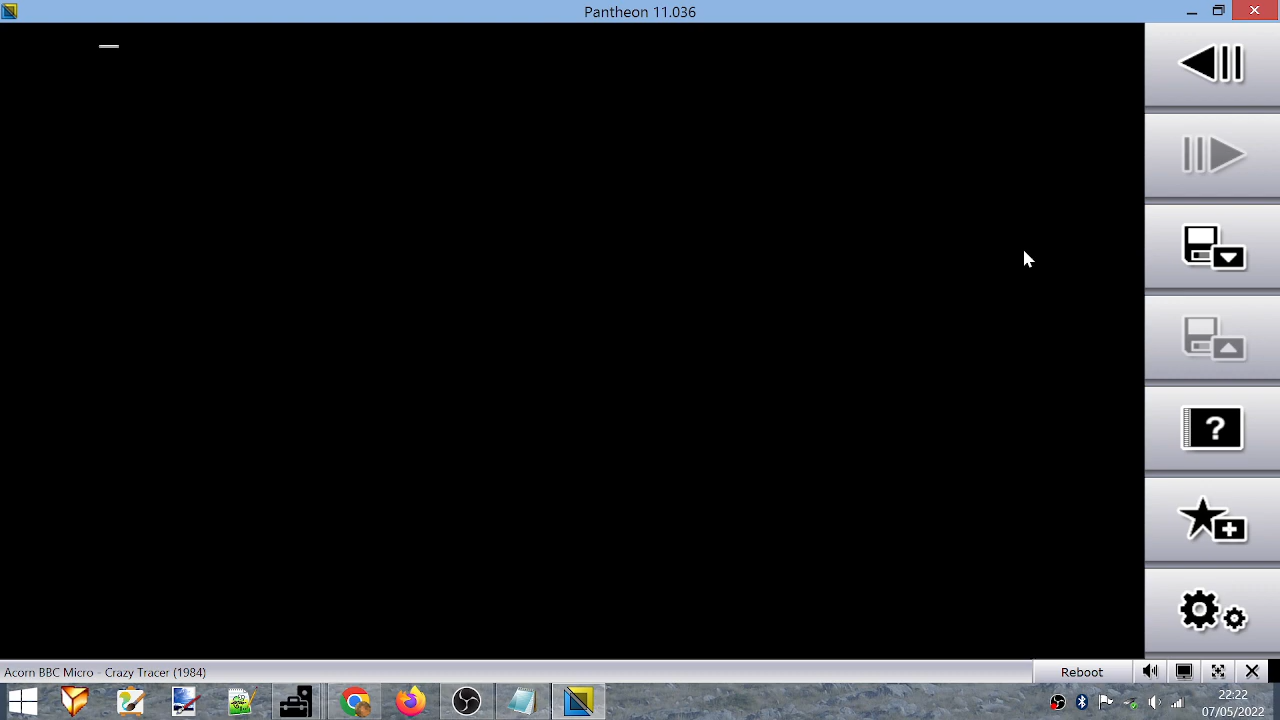 Pantheon 11.036
?
Acorn BBC Micro - Crazy Tracer (1984)
Reboot
22:22
07/05/2022